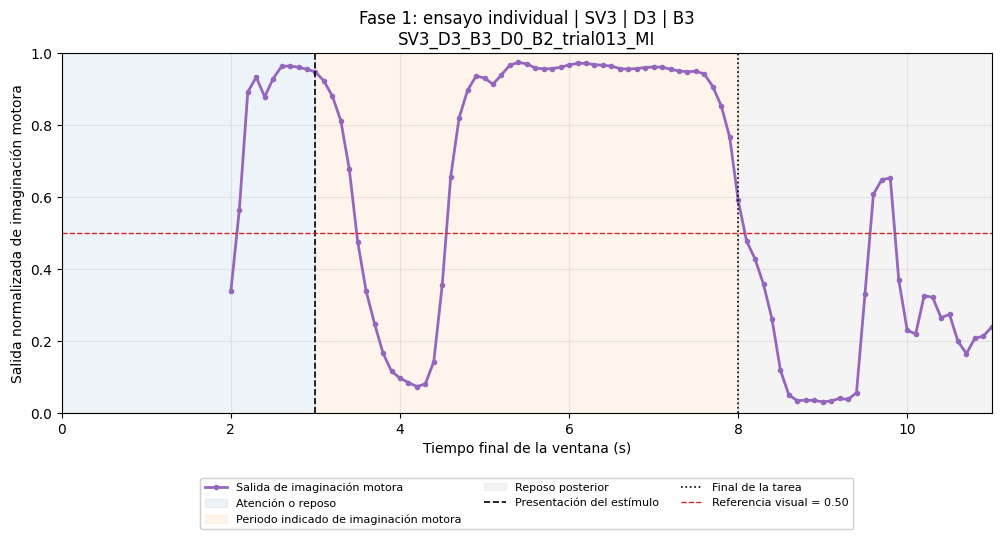 Fase 1: ensayo individual | SV3 | D3 | B3
SV3_D3_B3_D0_B2_trial013_MI
Salida normalizada de imaginación motora
1.0
0.8
0.6
0.4
0.2
0.0
0 2 4 6 8 10
Tiempo final de la ventana (s)
Salida de imaginación motora
Atención o reposo
Periodo indicado de imaginación motora
Reposo posterior
Presentación del estímulo
Final de la tarea
Referencia visual = 0.50